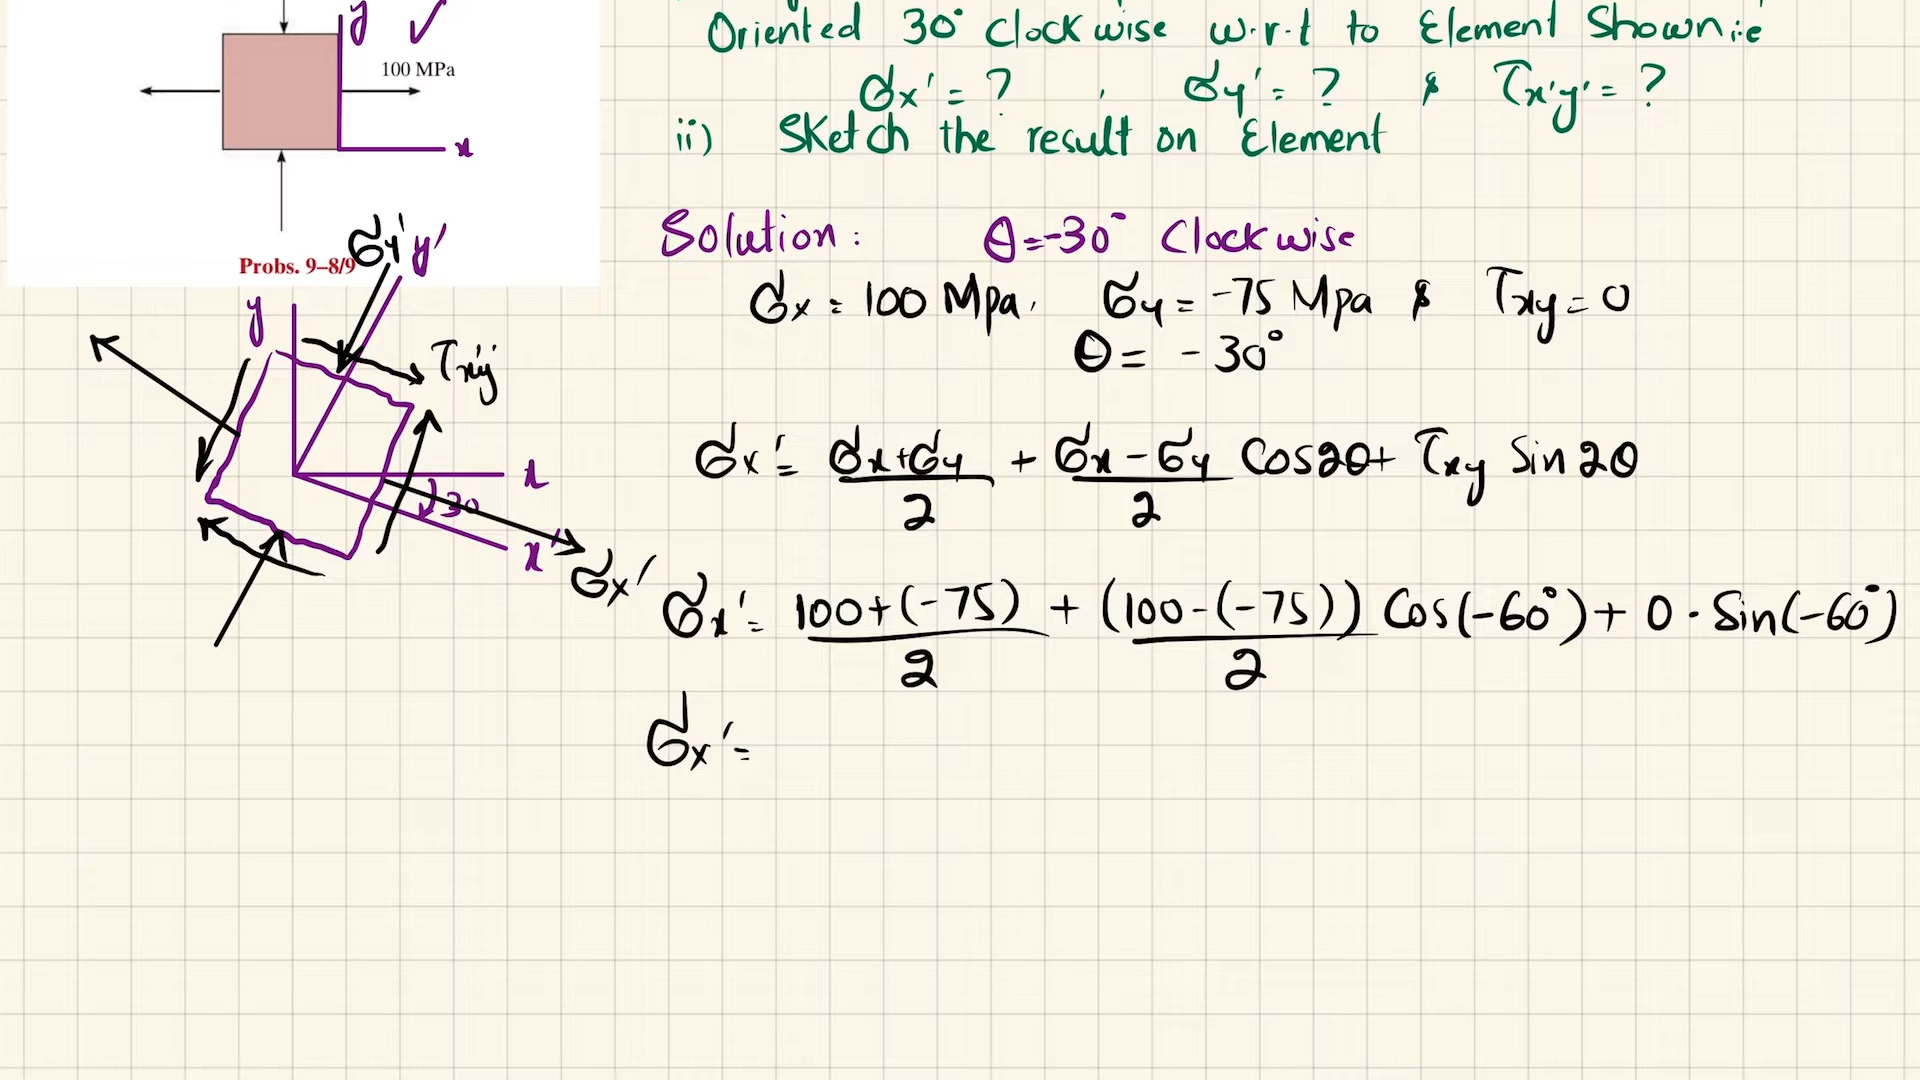 y ✓
Oriented 30° Clockwise w.r.t to Element Shown i.e
100 MPa
σx' = ? , σy' = ? & τx'y' = ?
x
ii) Sketch the result on Element
Solution : θ = -30° Clockwise
σy' y'
Probs. 9–8/9
σx = 100 Mpa, σy = -75 Mpa & τxy = 0
y
θ = -30°
τx'y'
σx' = σx+σy/2 + σx-σy/2 Cos2θ + τxy Sin 2θ
x
30
x'
σx'
σx' = 100+(-75)/2 + (100-(-75))/2 Cos(-60°) + 0 · Sin(-60°)
σx' =